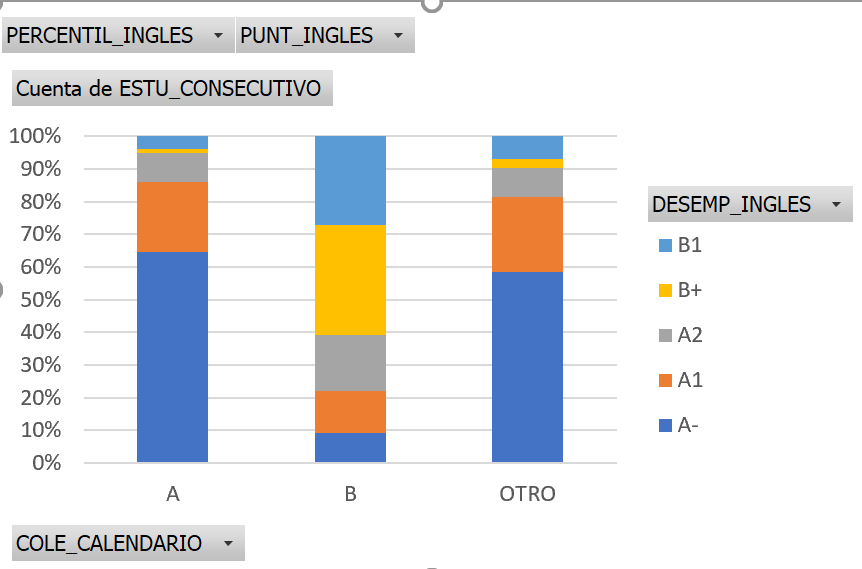 PERCENTIL_INGLES PUNT_INGLES
Cuenta de ESTU_CONSECUTIVO
100%
90%
80%
70%
60%
50%
40%
30%
20%
10%
0%
A B OTRO
DESEMP_INGLES
B1
B+
A2
A1
A-
COLE_CALENDARIO